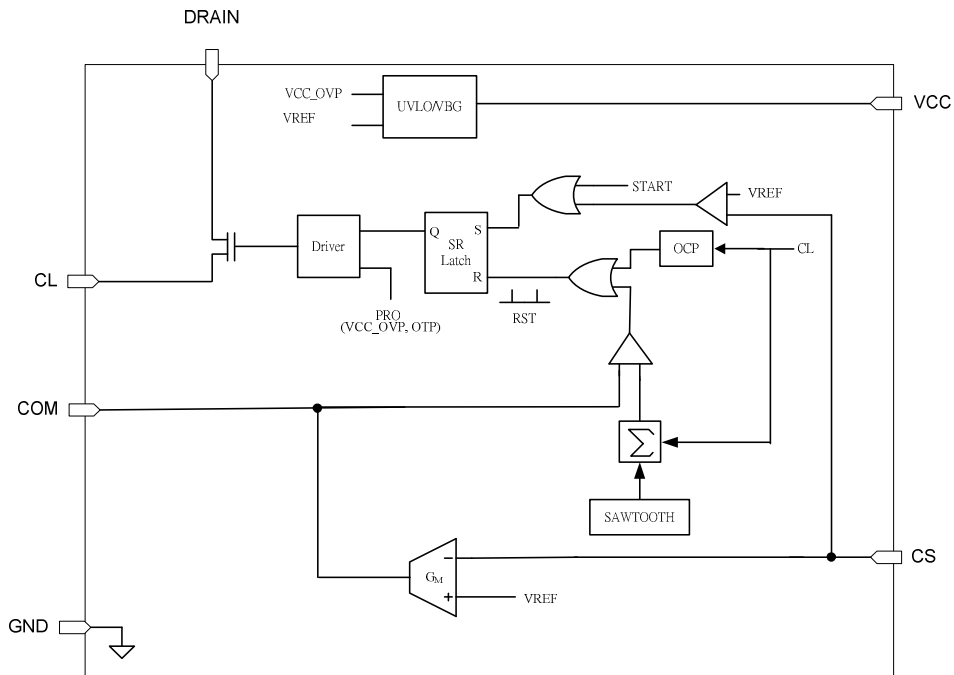 DRAIN
VCC_OVP
VREF
UVLO/VBG
VCC
START
VREF
Q
S
SR
Latch
R
Driver
OCP
CL
CL
PRO
(VCC_OVP, OTP)
RST
COM
Σ
SAWTOOTH
GM
−
+
VREF
CS
GND